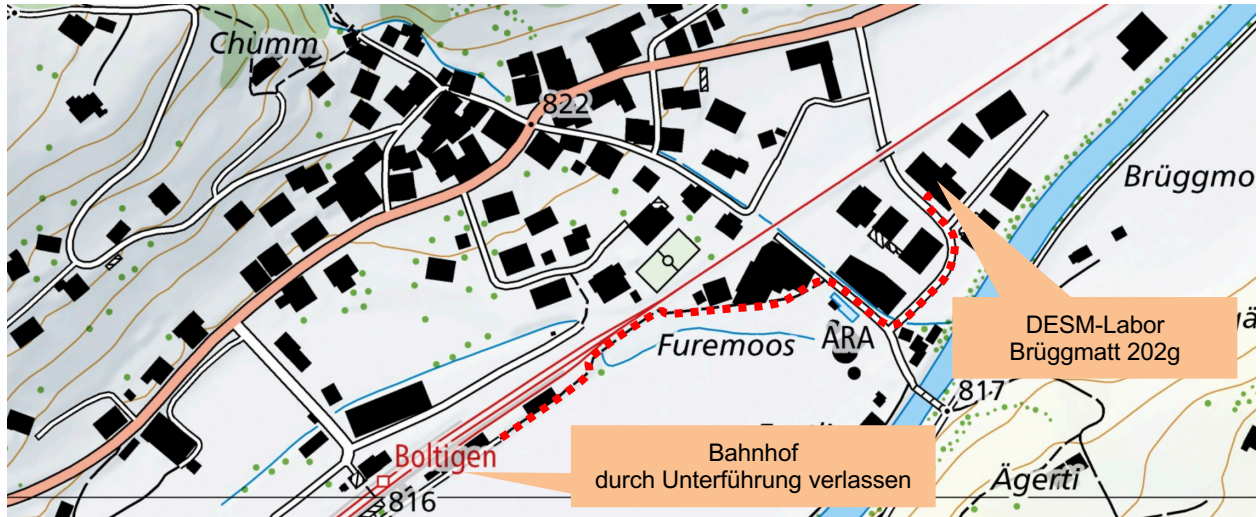 Chumm
822
Brüggmo
DESM-Labor
Brüggmatt 202g
Furemoos
ARA
817
Bahnhof
durch Unterführung verlassen
Boltigen
816
Ägerti